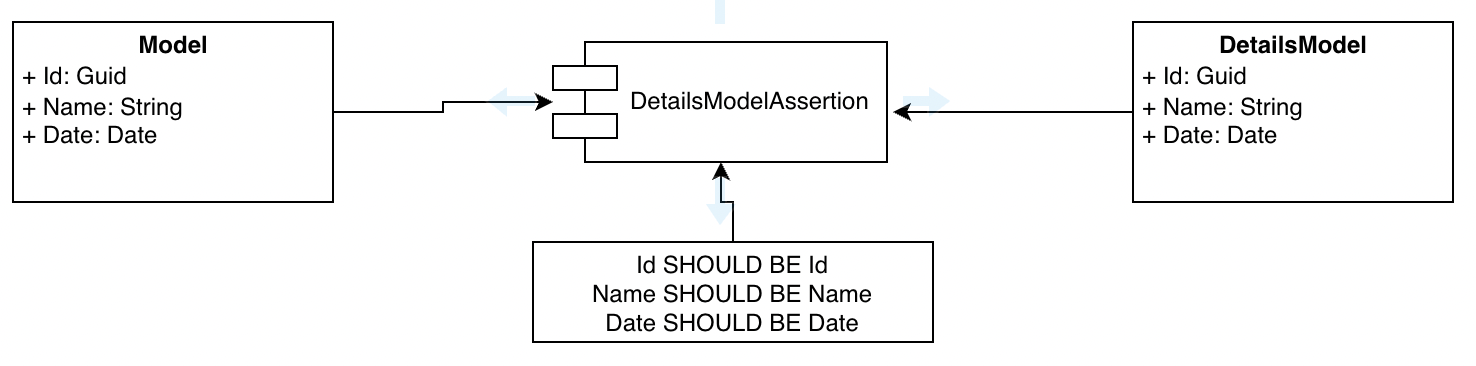 Model
+ Id: Guid
+ Name: String
+ Date: Date
DetailsModelAssertion
DetailsModel
+ Id: Guid
+ Name: String
+ Date: Date
Id SHOULD BE Id
Name SHOULD BE Name
Date SHOULD BE Date